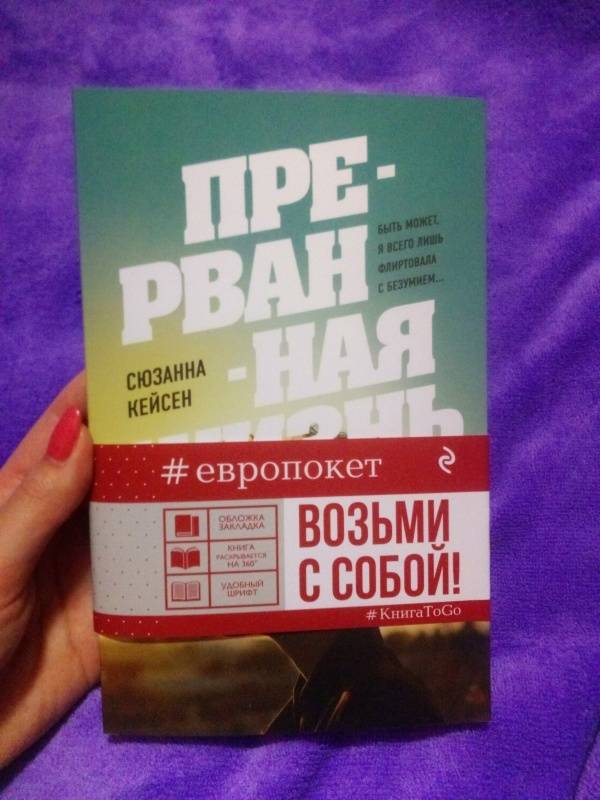 ПРЕ-
РВАН
-НАЯ
ЖИЗНЬ
БЫТЬ МОЖЕТ,
Я ВСЕГО ЛИШЬ
ФЛИРТОВАЛА
С БЕЗУМИЕМ...
СЮЗАННА
КЕЙСЕН
#европокет
ОБЛОЖКА
ЗАКЛАДКА
КНИГА
РАСКРЫВАЕТСЯ
НА 360°
УДОБНЫЙ
ШРИФТ
ВОЗЬМИ
С СОБОЙ!
#КнигаToGo